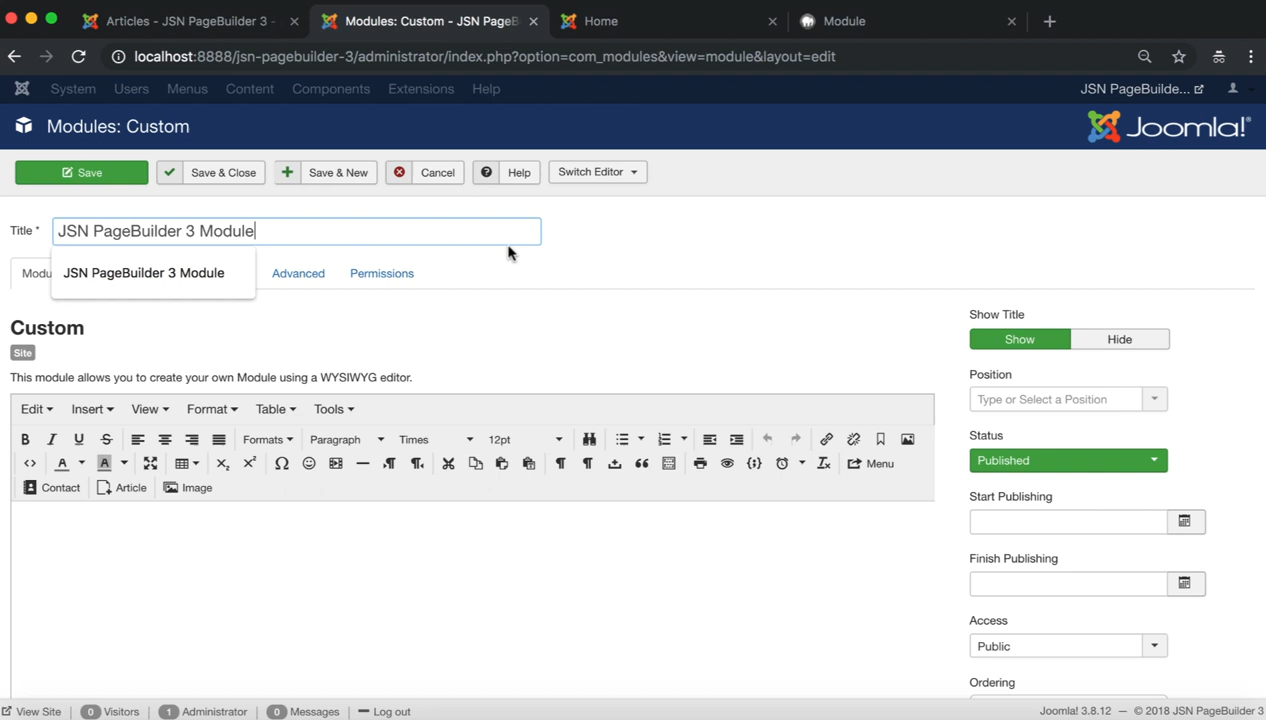 Articles - JSN PageBuilder 3 -
Modules: Custom - JSN PageB
Home
Module
localhost:8888/jsn-pagebuilder-3/administrator/index.php?option=com_modules&view=module&layout=edit
System Users Menus Content Components Extensions Help
JSN PageBuilde...
Modules: Custom
Joomla!®
Save
Save & Close
Save & New
Cancel
Help
Switch Editor
Title *
JSN PageBuilder 3 Module
Modu
JSN PageBuilder 3 Module
Advanced
Permissions
Custom
Site
This module allows you to create your own Module using a WYSIWYG editor.
Edit Insert View Format Table Tools
Formats Paragraph Times 12pt
Menu
Contact Article Image
Show Title
Show Hide
Position
Type or Select a Position
Status
Published
Start Publishing
Finish Publishing
Access
Public
Ordering
View Site 0 Visitors 1 Administrator 0 Messages Log out
Joomla! 3.8.12 — © 2018 JSN PageBuilder 3